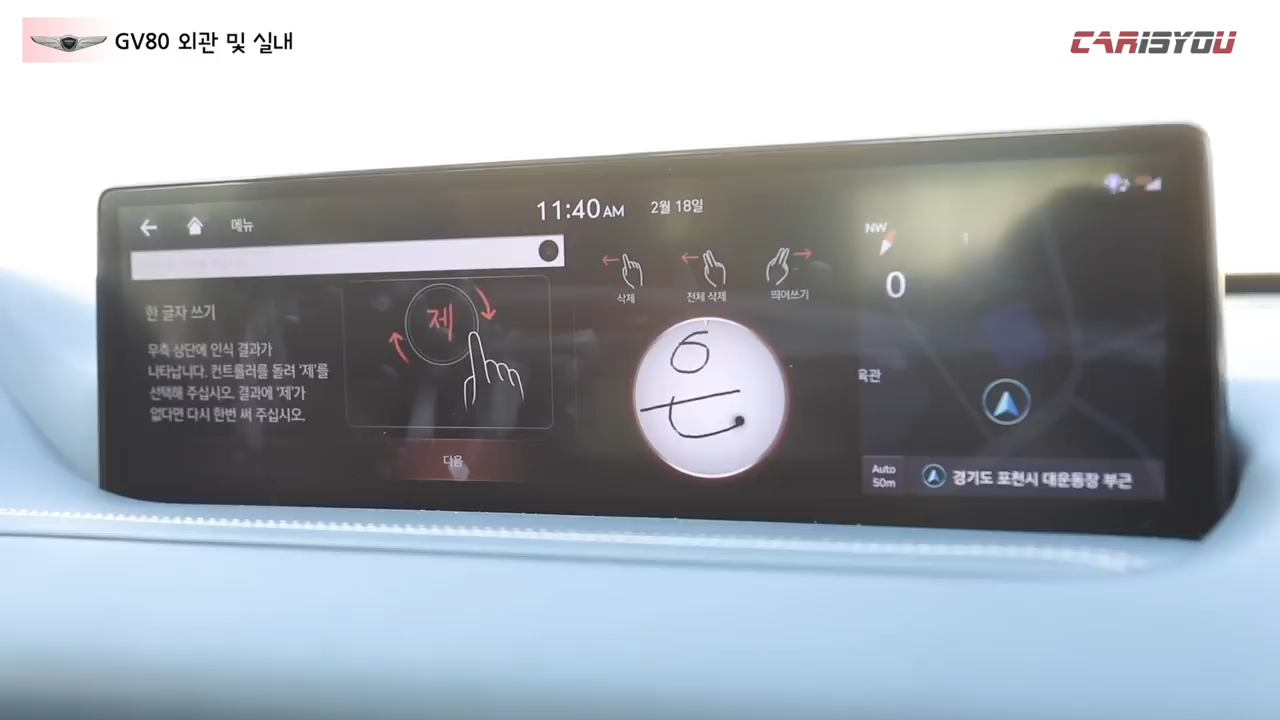 GV80 외관 및 실내
CARISYOU
메뉴
11:40 AM 2월 18일
한 글자 쓰기
우측 상단에 인식 결과가
나타납니다. 컨트롤러를 돌려 '제'를
선택해 주십시오. 결과에 '제'가
없다면 다시 한번 써 주십시오.
제
다음
삭제
전체 삭제
띄어쓰기
NW
0
육관
Auto
50m
경기도 포천시 대운동장 부근